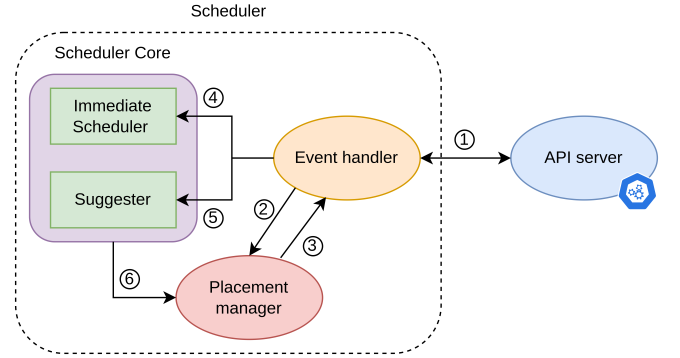 Scheduler
Scheduler Core
Immediate
Scheduler
④
①
Event handler
API server
Suggester
⑤
②
③
⑥
Placement
manager